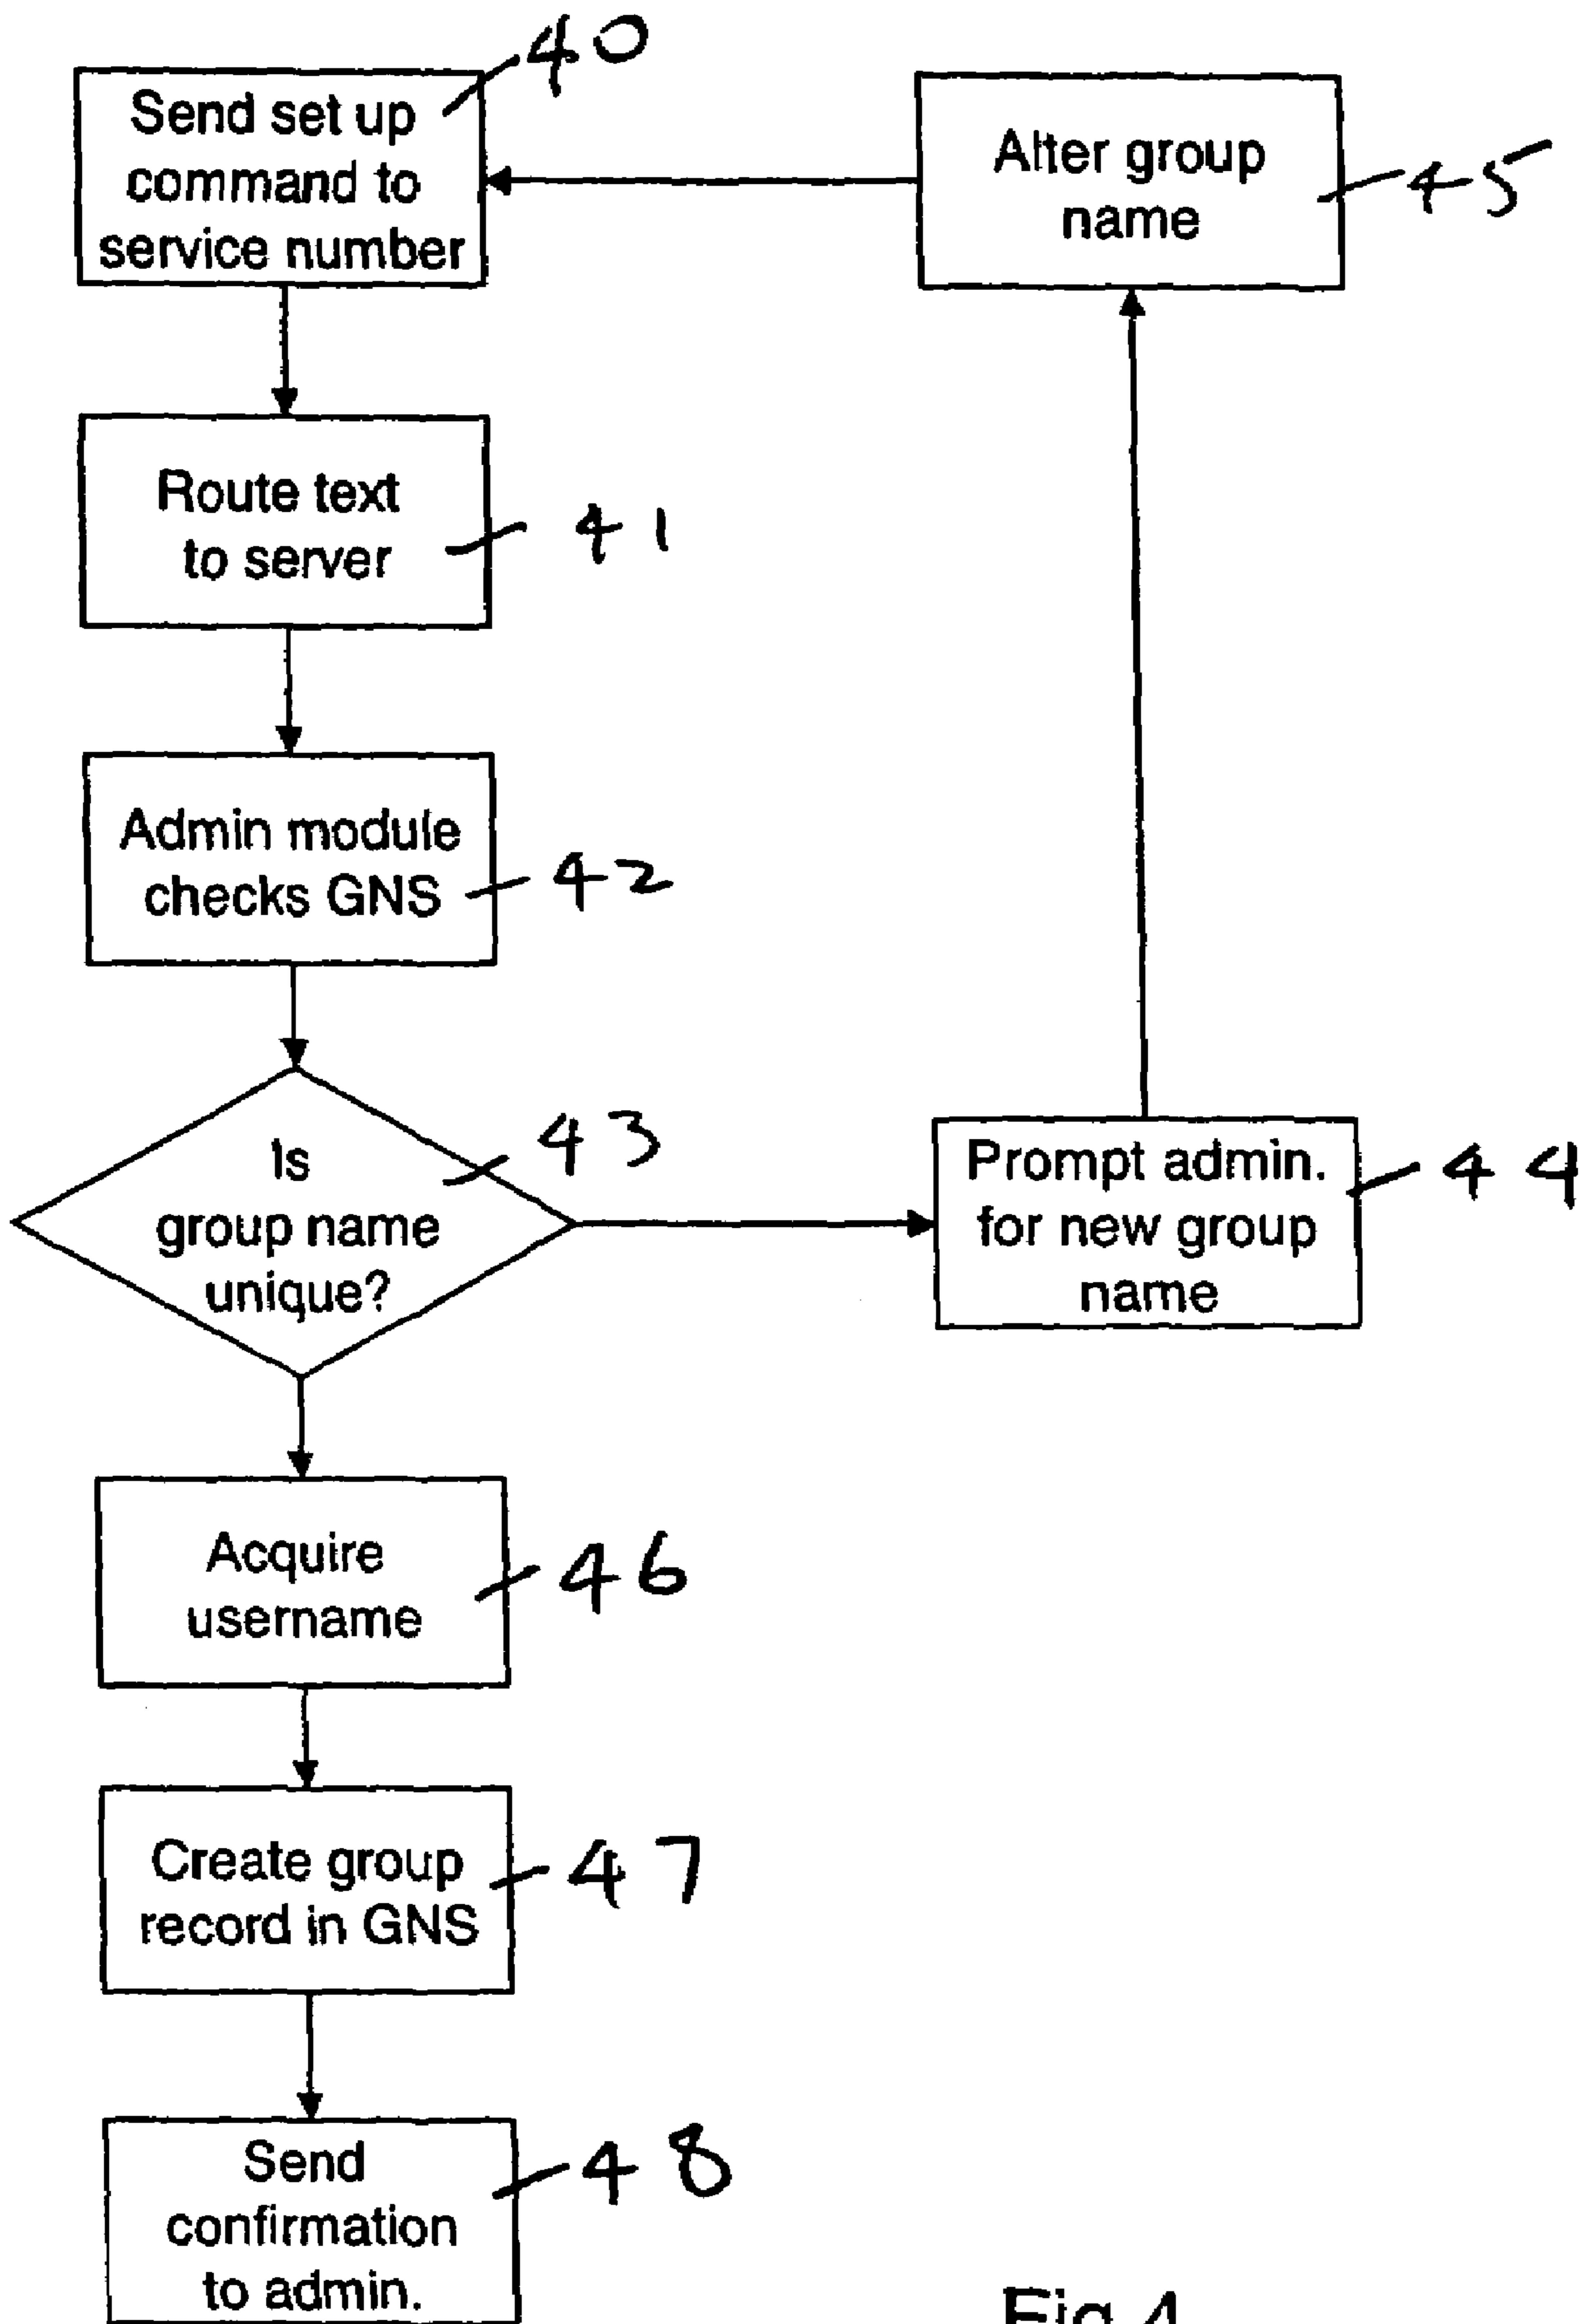 40
Send set up
command to
service number
Alter group
name
45
Route text
to server
41
Admin module
checks GNS
42
Is
group name
unique?
43
Prompt admin.
for new group
name
44
Acquire
username
46
Create group
record in GNS
47
Send
confirmation
to admin.
48
Fig 4